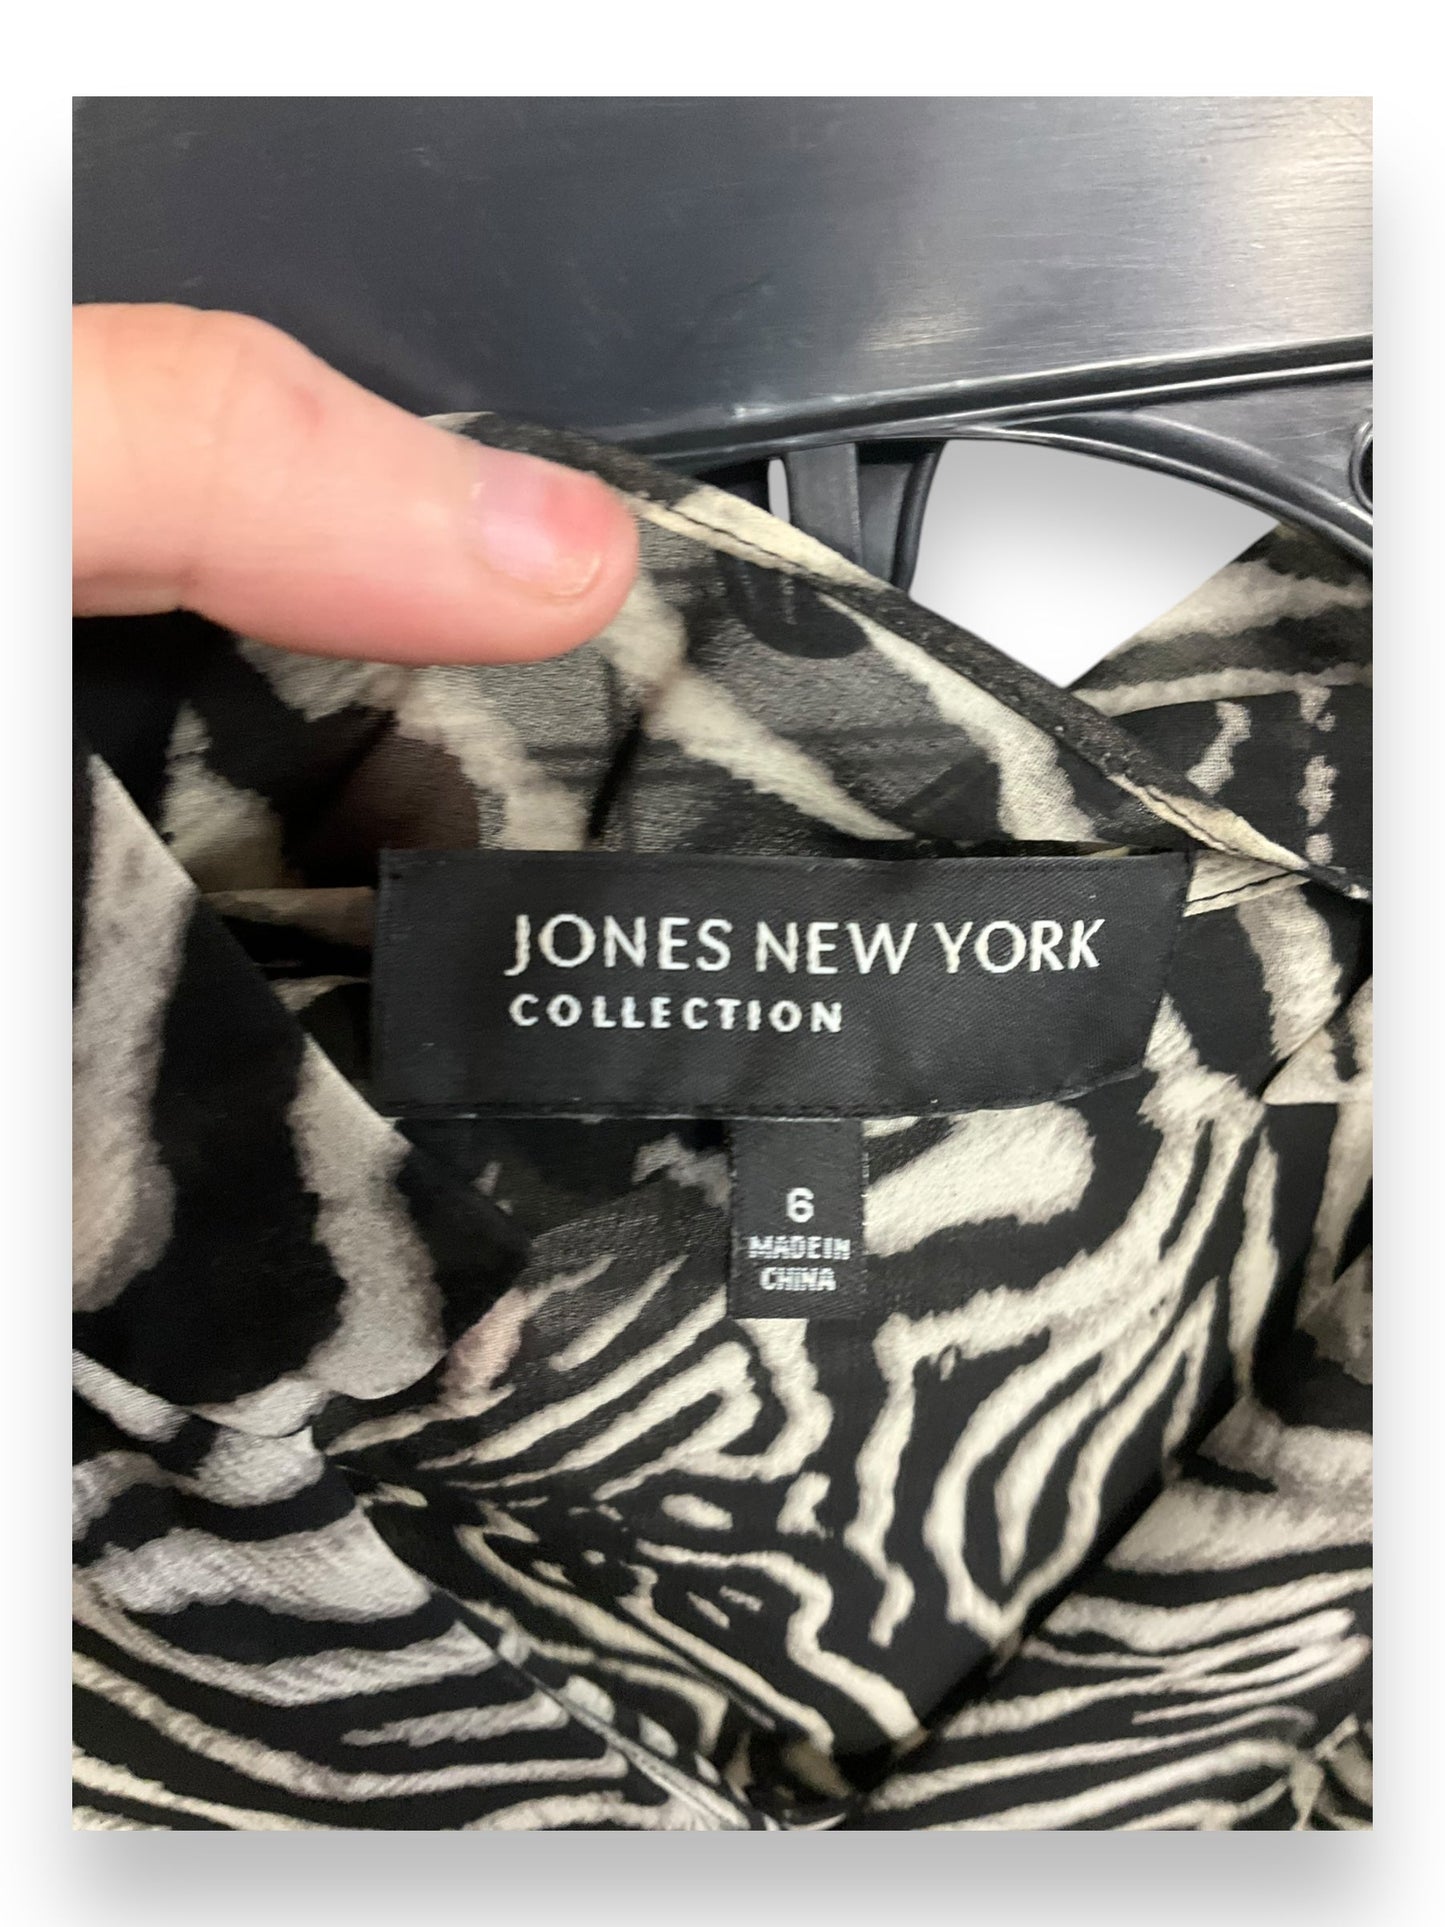 JONES NEW YORK
COLLECTION
6
MADE IN
CHINA